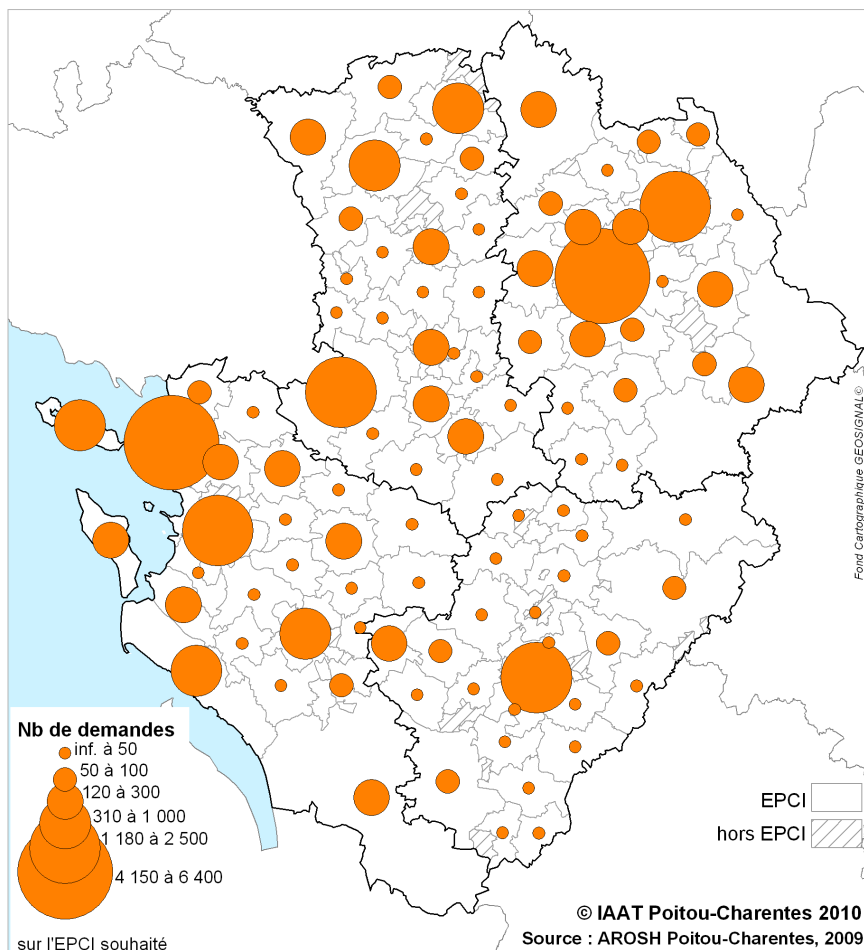 Fond Cartographique GEOSIGNAL©
Nb de demandes
inf. à 50
50 à 100
120 à 300
310 à 1 000
1 180 à 2 500
4 150 à 6 400
sur l'EPCI souhaité
EPCI
hors EPCI
© IAAT Poitou-Charentes 2010
Source : AROSH Poitou-Charentes, 2009